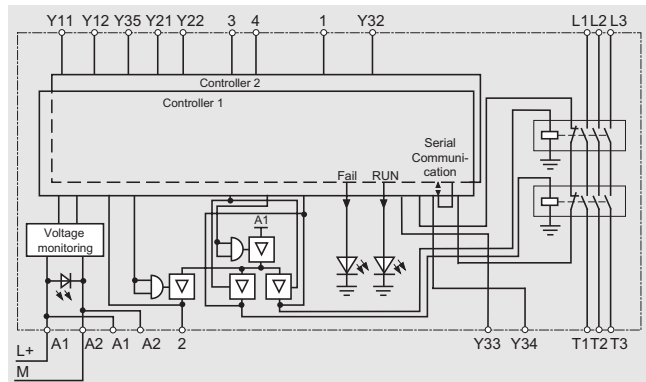 Y11 Y12 Y35 Y21 Y22 3 4 1 Y32 L1 L2 L3
Controller 2
Controller 1
Serial
Communi-
cation
Fail RUN
A1
Voltage
monitoring
A1 A2 A1 A2 2 Y33 Y34 T1 T2 T3
L+
M